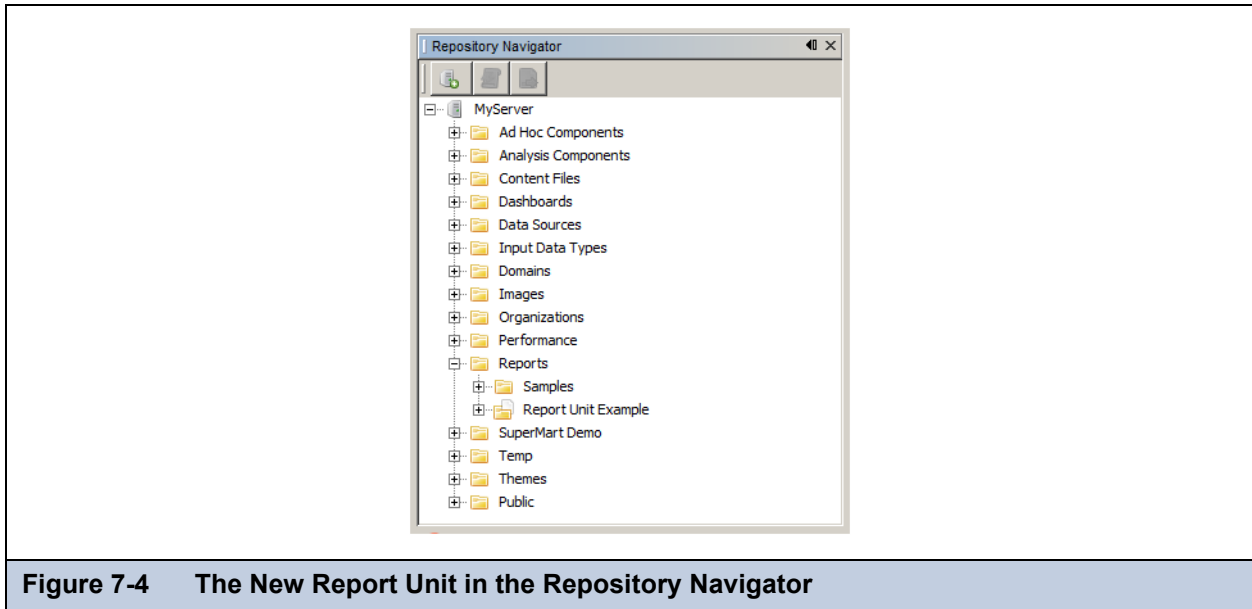 Repository Navigator
MyServer
Ad Hoc Components
Analysis Components
Content Files
Dashboards
Data Sources
Input Data Types
Domains
Images
Organizations
Performance
Reports
Samples
Report Unit Example
SuperMart Demo
Temp
Themes
Public
Figure 7-4 The New Report Unit in the Repository Navigator